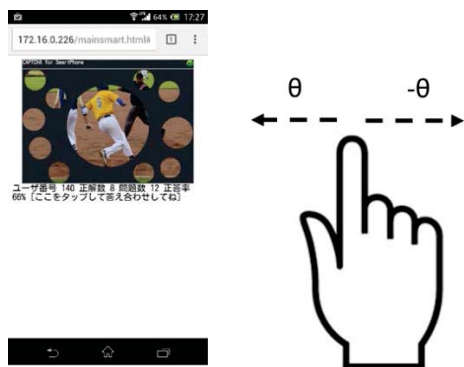 64% 17:27
172.16.0.226/mainsmart.html#
1
CAPTCHA for SmartPhone
ユーザ番号 140 正解数 8 問題数 12 正答率
66% [ここをタップして答え合わせしてね]
θ
-θ